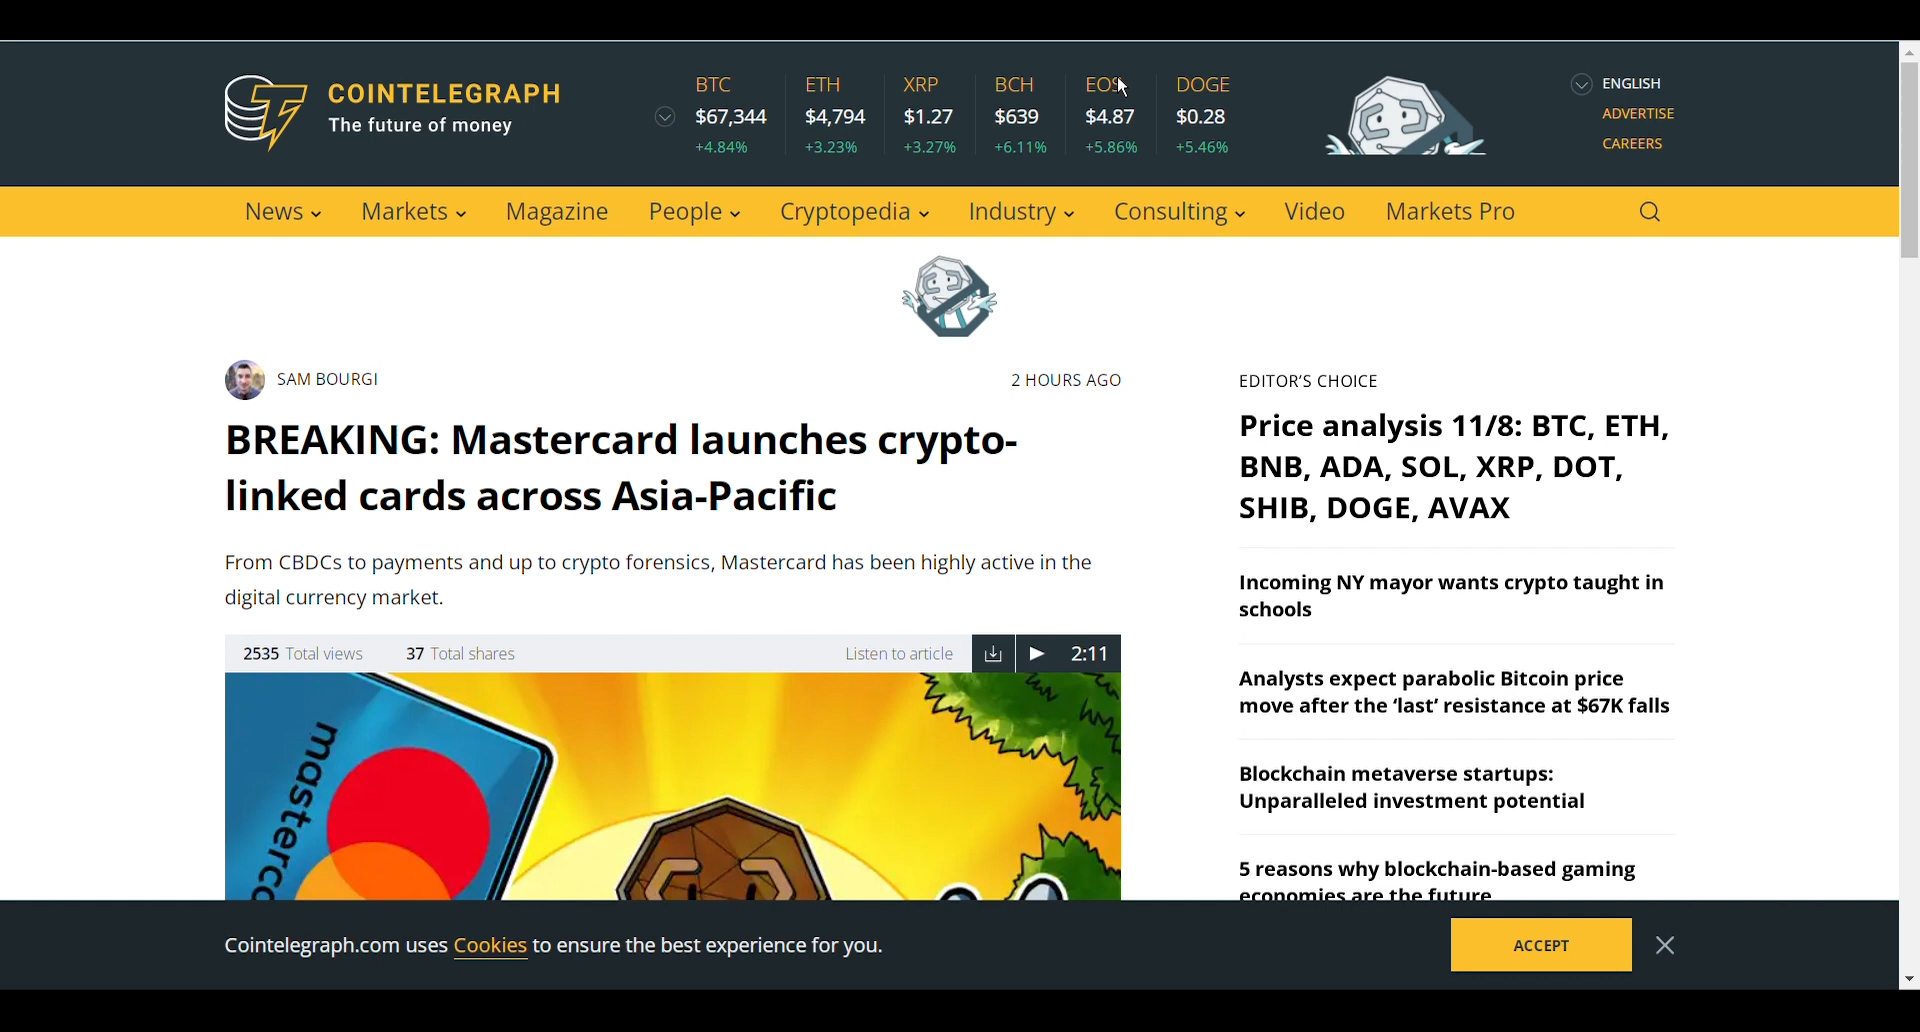 COINTELEGRAPH
The future of money
BTC
$67,344
+4.84%
ETH
$4,794
+3.23%
XRP
$1.27
+3.27%
BCH
$639
+6.11%
EOS
$4.87
+5.86%
DOGE
$0.28
+5.46%
ENGLISH
ADVERTISE
CAREERS
News Markets Magazine People Cryptopedia Industry Consulting Video Markets Pro
SAM BOURGI
2 HOURS AGO
BREAKING: Mastercard launches crypto-
linked cards across Asia-Pacific
From CBDCs to payments and up to crypto forensics, Mastercard has been highly active in the
digital currency market.
2535 Total views 37 Total shares Listen to article 2:11
masterc
EDITOR'S CHOICE
Price analysis 11/8: BTC, ETH,
BNB, ADA, SOL, XRP, DOT,
SHIB, DOGE, AVAX
Incoming NY mayor wants crypto taught in
schools
Analysts expect parabolic Bitcoin price
move after the ‘last’ resistance at $67K falls
Blockchain metaverse startups:
Unparalleled investment potential
5 reasons why blockchain-based gaming
economies are the future
Cointelegraph.com uses Cookies to ensure the best experience for you.
ACCEPT